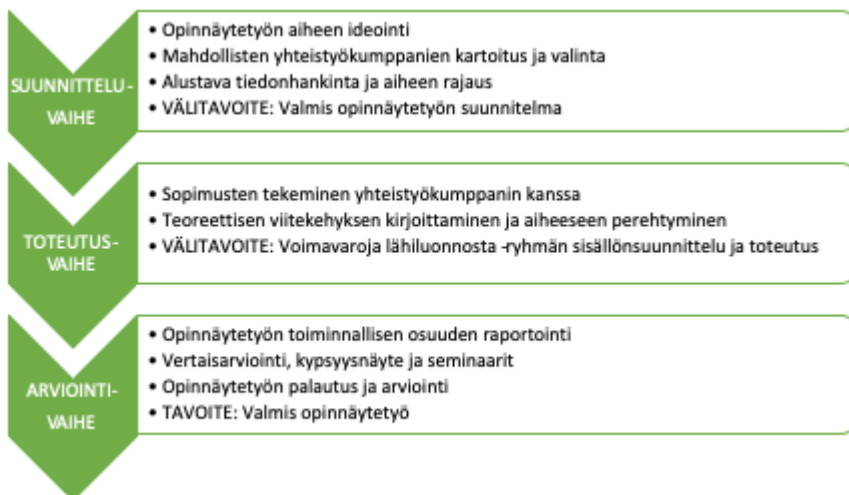 SUUNNITTELU-
VAIHE
• Opinnäytetyön aiheen ideointi
• Mahdollisten yhteistyökumppanien kartoitus ja valinta
• Alustava tiedonhankinta ja aiheen rajaus
• VÄLITAVOITE: Valmis opinnäytetyön suunnitelma
TOTEUTUS-
VAIHE
• Sopimusten tekeminen yhteistyökumppanin kanssa
• Teoreettisen viitekehyksen kirjoittaminen ja aiheeseen perehtyminen
• VÄLITAVOITE: Voimavaroja lähiluonnosta -ryhmän sisällönsuunnittelu ja toteutus
ARVIOINTI-
VAIHE
• Opinnäytetyön toiminnallisen osuuden raportointi
• Vertaisarviointi, kypsyysnäyte ja seminaarit
• Opinnäytetyön palautus ja arviointi
• TAVOITE: Valmis opinnäytetyö